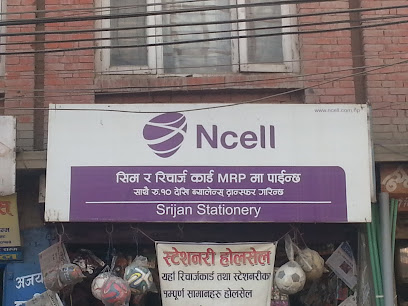 www.ncell.com.np
Ncell
सिम र रिचार्ज कार्ड MRP मा पाईन्छ
साथै रु.१० देखि ब्यालेन्स् ट्रान्सफर गरिन्छ
Srijan Stationery
स्टेशनरी होलसेल
यहाँ रिचार्जकार्ड तथा स्टेशनरीका
सम्पूर्ण सामानहरु होलसेल
अजय